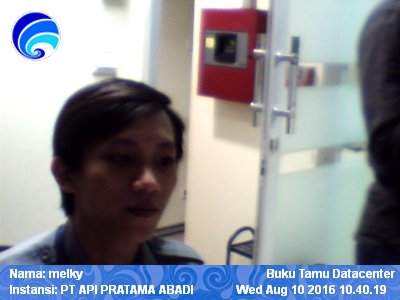 Nama: melky
Buku Tamu Datacenter
Instansi: PT API PRATAMA ABADI
Wed Aug 10 2016 10.40.19